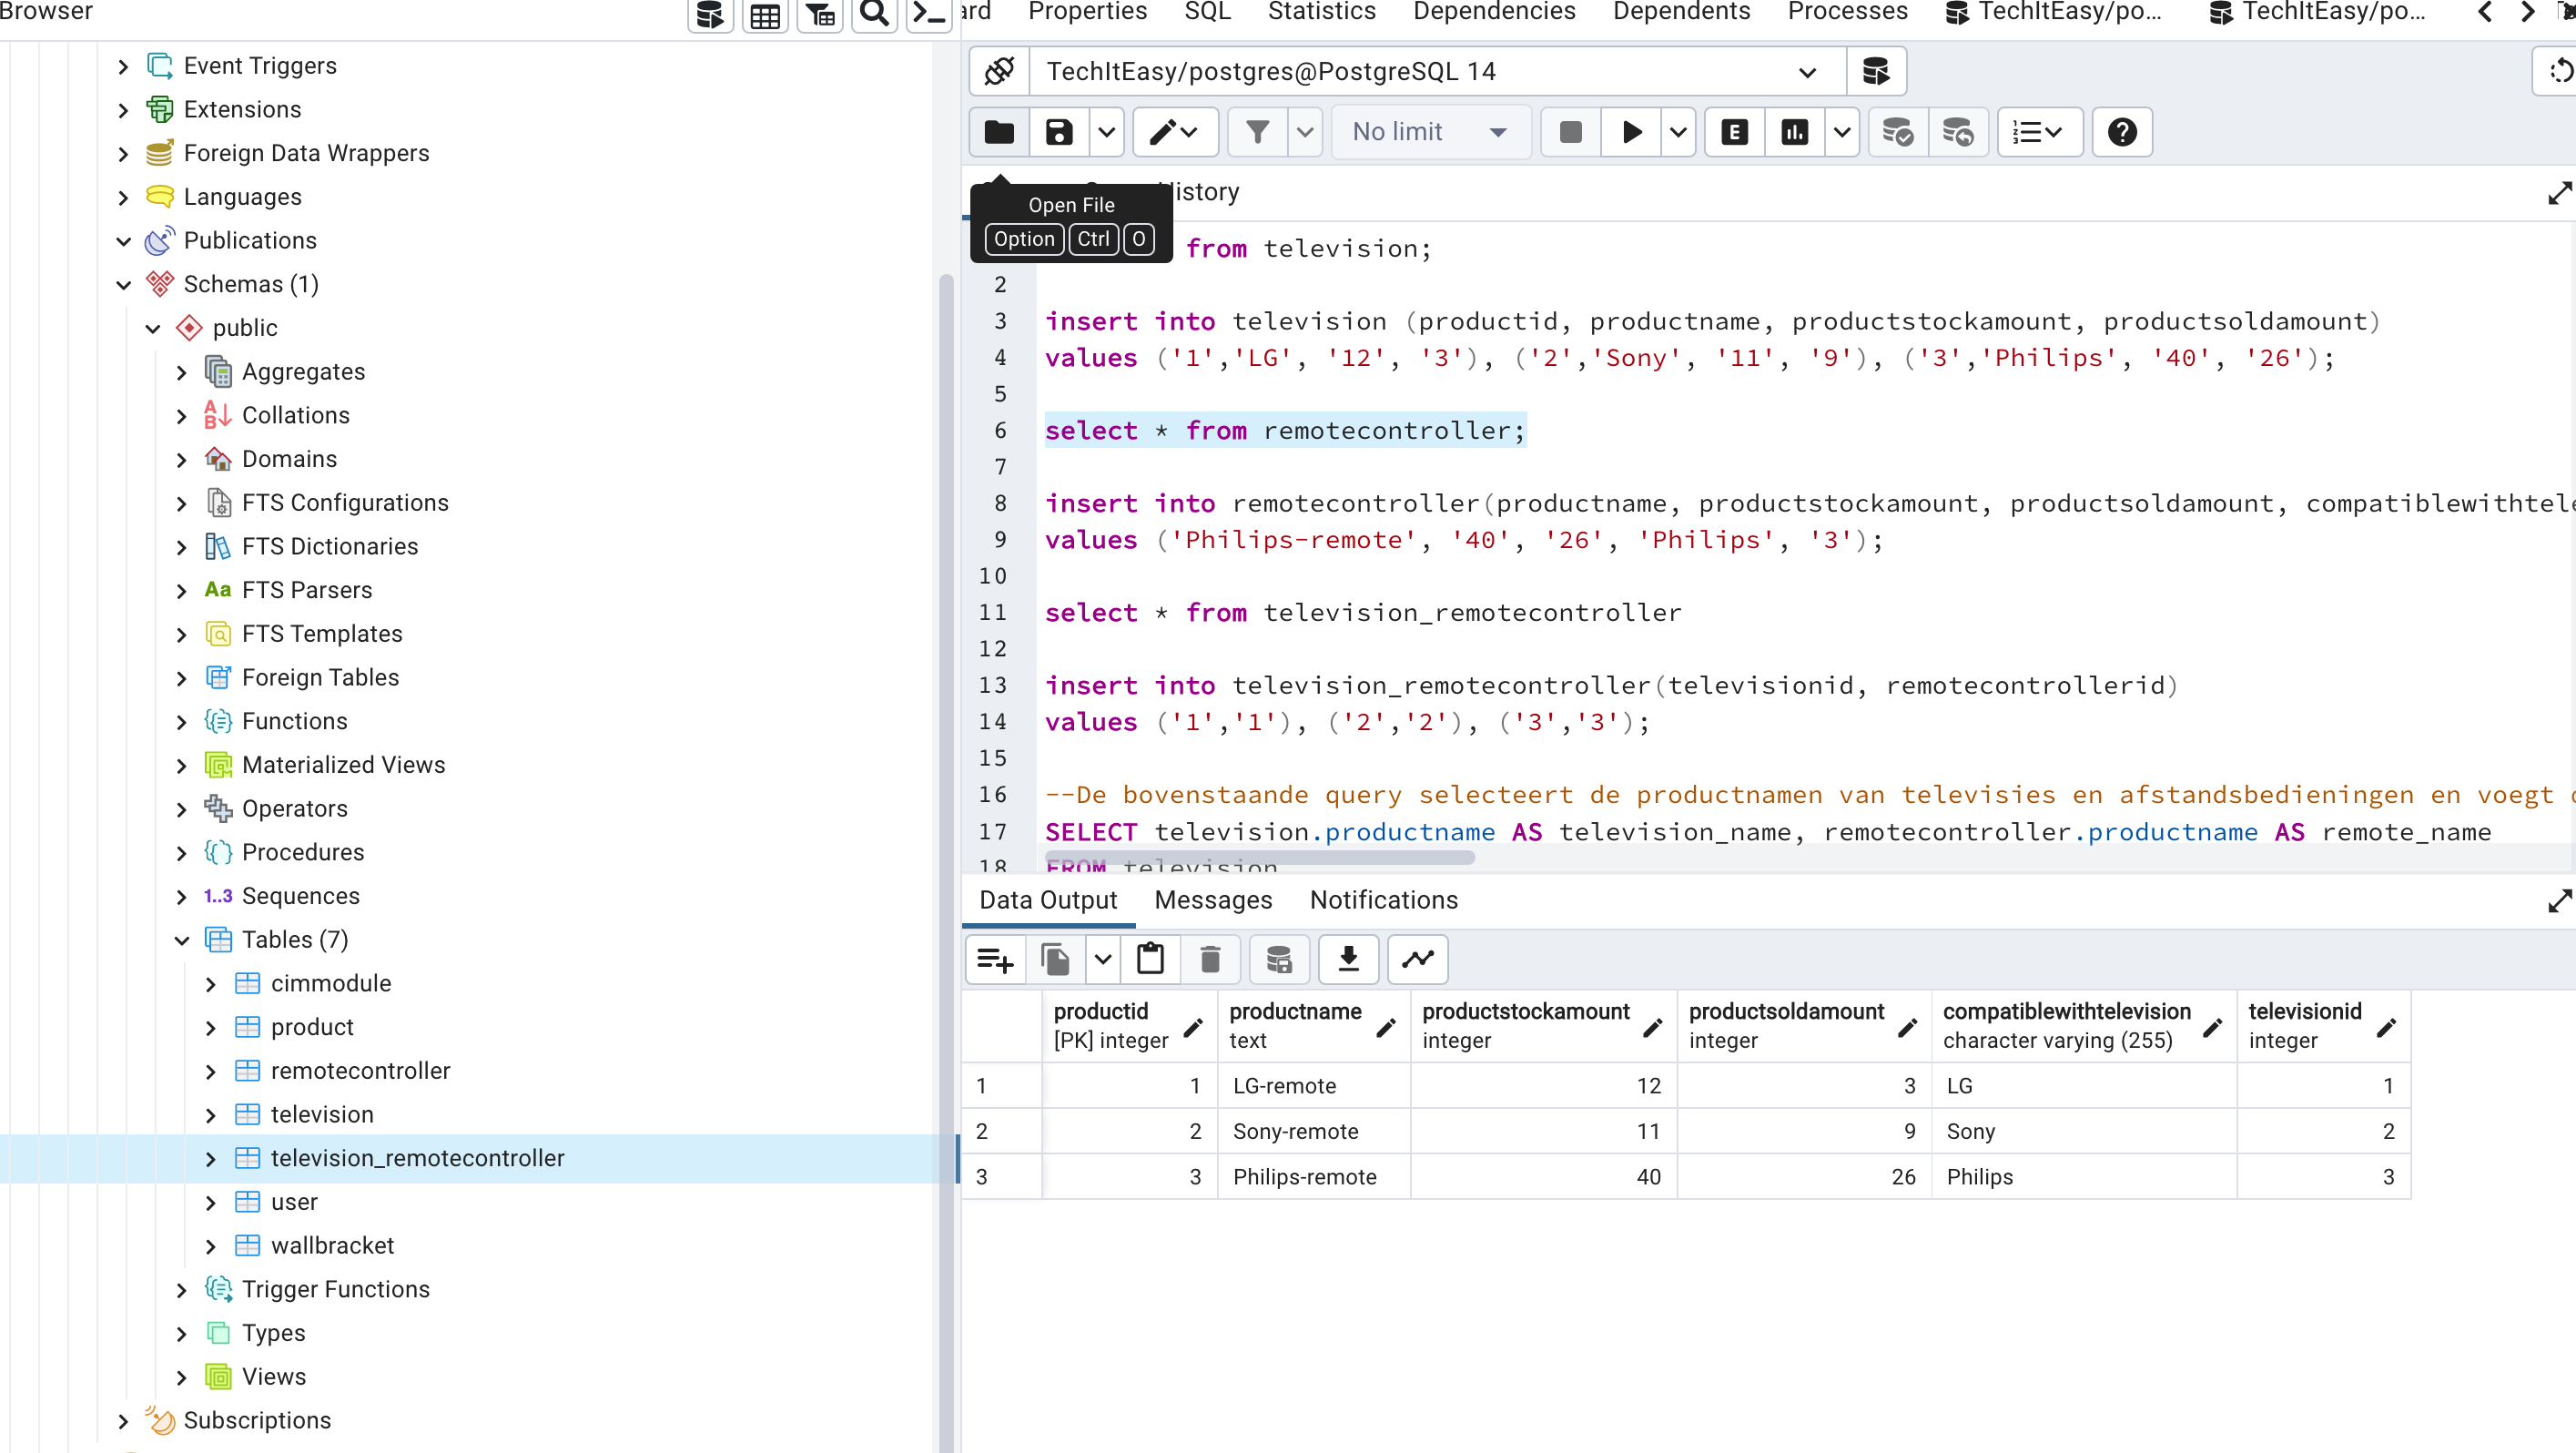 Browser
ard Properties SQL Statistics Dependencies Dependents Processes TechItEasy/po... TechItEasy/po...
Event Triggers
Extensions
Foreign Data Wrappers
Languages
Publications
Schemas (1)
public
Aggregates
Collations
Domains
FTS Configurations
FTS Dictionaries
Aa FTS Parsers
FTS Templates
Foreign Tables
Functions
Materialized Views
Operators
Procedures
1..3 Sequences
Tables (7)
cimmodule
product
remotecontroller
television
television_remotecontroller
user
wallbracket
Trigger Functions
Types
Views
Subscriptions
TechItEasy/postgres@PostgreSQL 14
No limit
E
History
Open File
Option Ctrl O
from television;
2
3 insert into television (productid, productname, productstockamount, productsoldamount)
4 values ('1','LG', '12', '3'), ('2','Sony', '11', '9'), ('3','Philips', '40', '26');
5
6 select * from remotecontroller;
7
8 insert into remotecontroller(productname, productstockamount, productsoldamount, compatiblewithtele
9 values ('Philips-remote', '40', '26', 'Philips', '3');
10
11 select * from television_remotecontroller
12
13 insert into television_remotecontroller(televisionid, remotecontrollerid)
14 values ('1','1'), ('2','2'), ('3','3');
15
16 --De bovenstaande query selecteert de productnamen van televisies en afstandsbedieningen en voegt
17 SELECT television.productname AS television_name, remotecontroller.productname AS remote_name
18 FROM television
Data Output Messages Notifications
productid productname productstockamount productsoldamount compatiblewithtelevision televisionid
[PK] integer text integer integer character varying (255) integer
1 1 LG-remote 12 3 LG 1
2 2 Sony-remote 11 9 Sony 2
3 3 Philips-remote 40 26 Philips 3